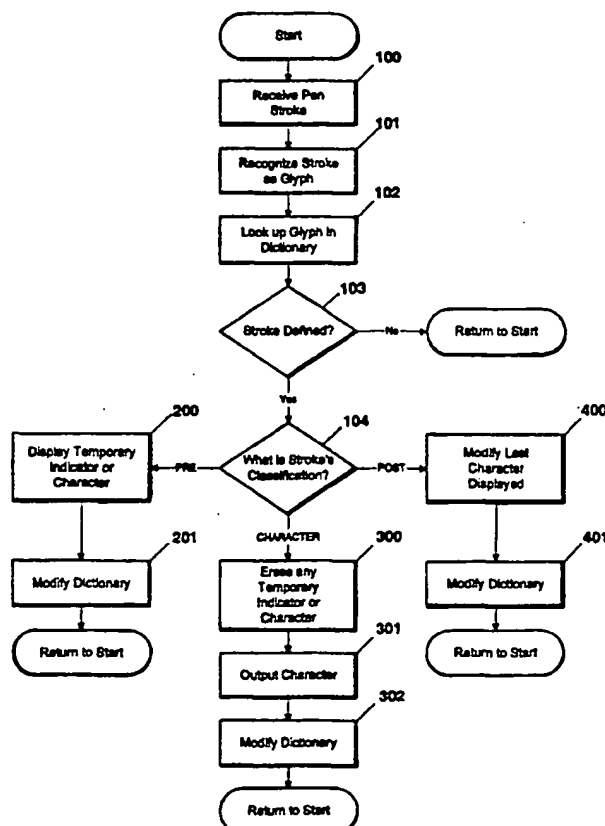 Start
100
Receive Pen
Stroke
101
Recognize Stroke
as Glyph
102
Look up Glyph in
Dictionary
103
Stroke Defined?
No
Return to Start
Yes
104
What is Stroke's
Classification?
PRE
POST
CHARACTER
200
Display Temporary
Indicator or
Character
201
Modify Dictionary
Return to Start
300
Erase any
Temporary
Indicator or
Character
301
Output Character
302
Modify Dictionary
Return to Start
400
Modify Last
Character
Displayed
401
Modify Dictionary
Return to Start